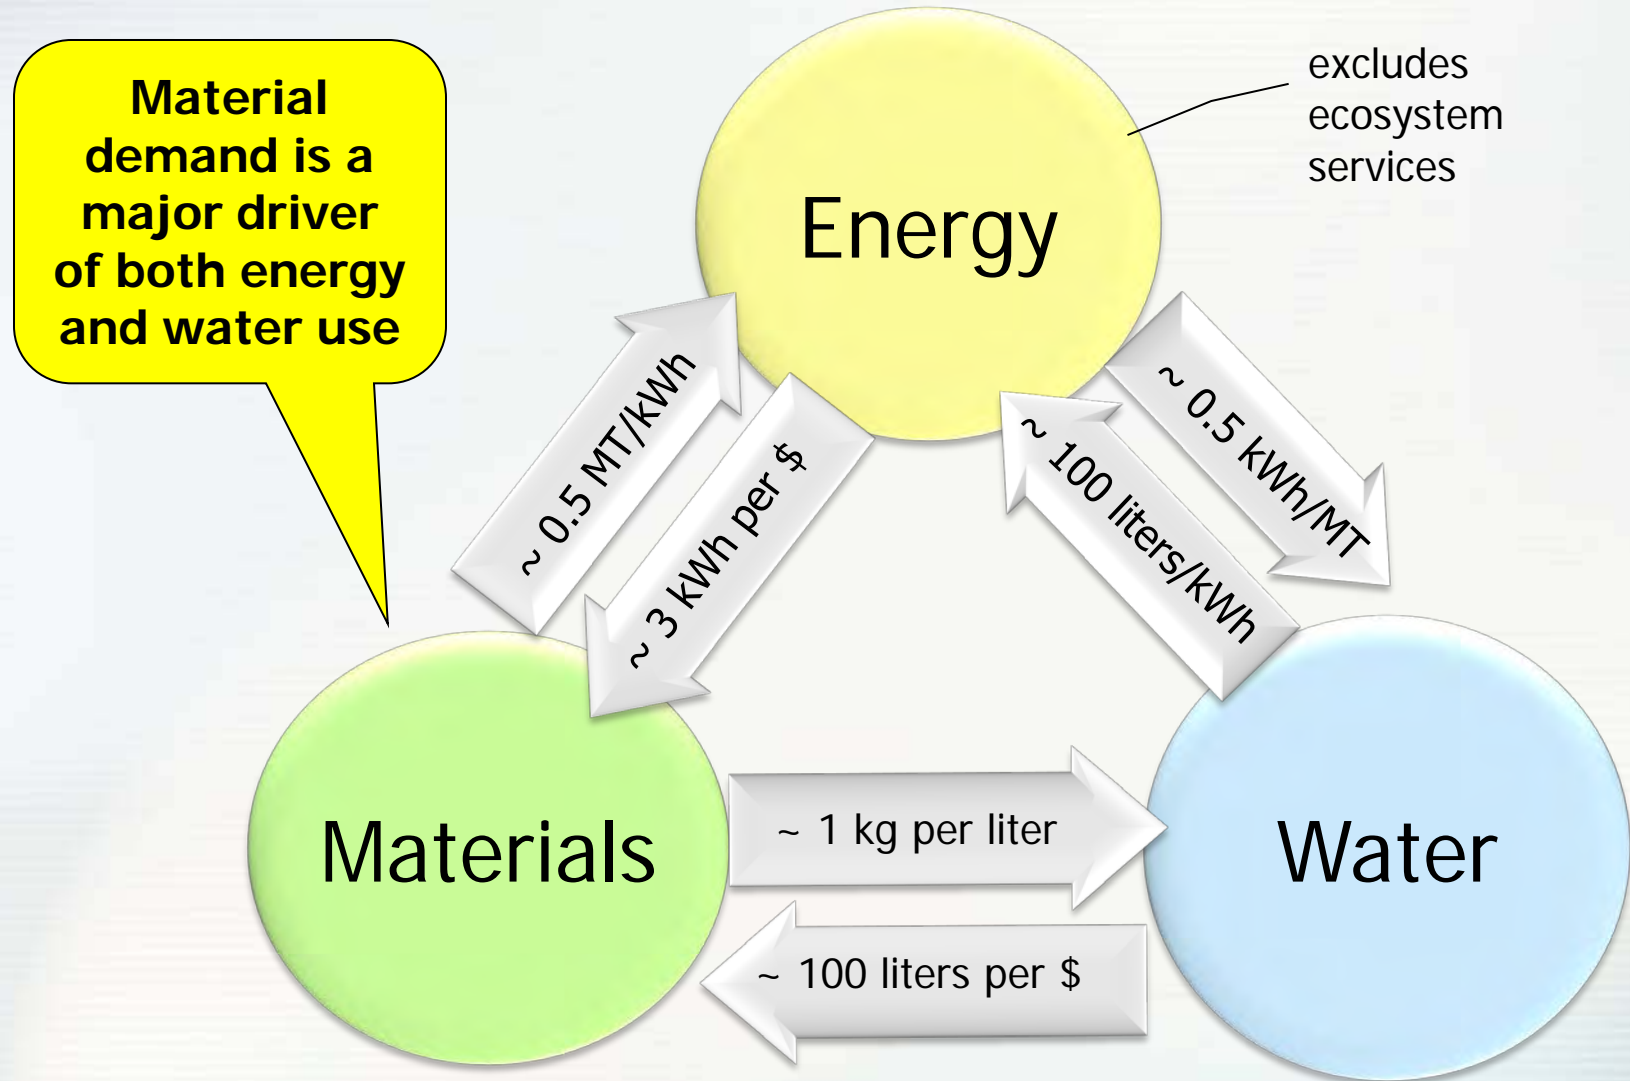 Material
demand is a
major driver
of both energy
and water use
excludes
ecosystem
services
Energy
~ 0.5 MT/kWh
~ 3 kWh per $
~ 0.5 kWh/MT
~ 100 liters/kWh
Materials
~ 1 kg per liter
~ 100 liters per $
Water